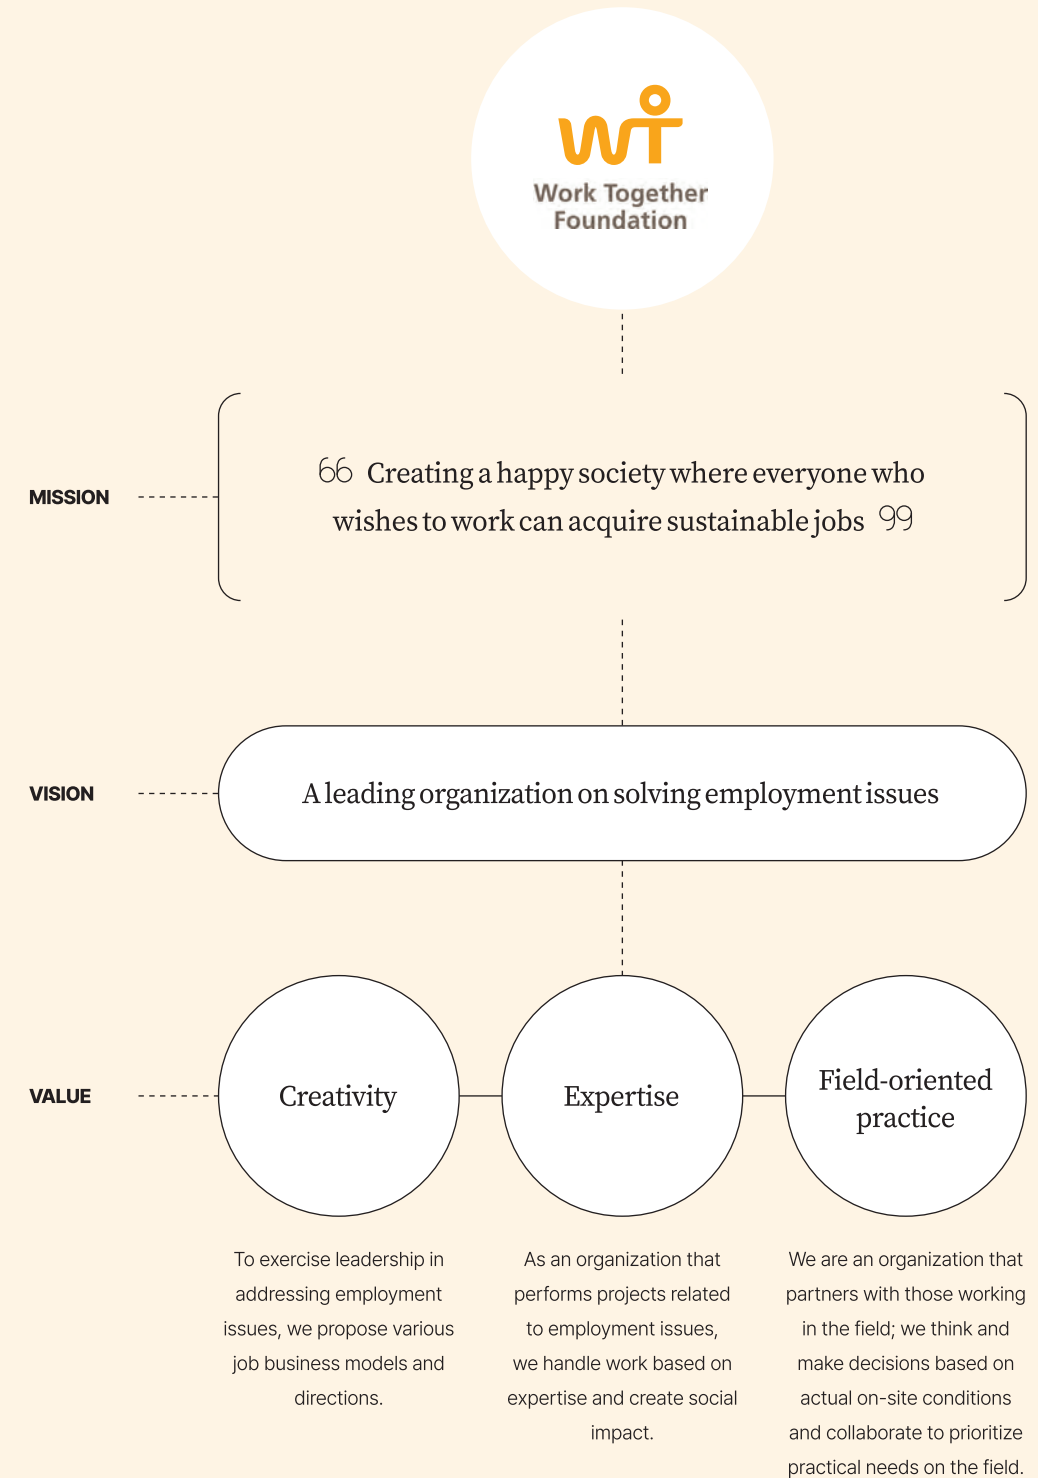 WT
Work Together
Foundation
MISSION
“ Creating a happy society where everyone who
wishes to work can acquire sustainable jobs ”
VISION
A leading organization on solving employment issues
VALUE
Creativity
Expertise
Field-oriented
practice
To exercise leadership in
addressing employment
issues, we propose various
job business models and
directions.
As an organization that
performs projects related
to employment issues,
we handle work based on
expertise and create social
impact.
We are an organization that
partners with those working
in the field; we think and
make decisions based on
actual on-site conditions
and collaborate to prioritize
practical needs on the field.